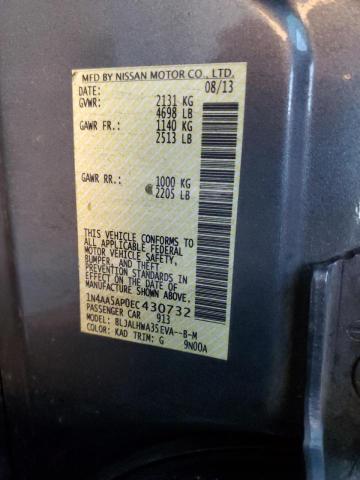 MFD BY NISSAN MOTOR CO., LTD.
DATE: 08/13
GVWR: 2131 KG
4698 LB
GAWR FR.: 1140 KG
2513 LB
GAWR RR.: 1000 KG
2205 LB
THIS VEHICLE CONFORMS TO
ALL APPLICABLE FEDERAL
MOTOR VEHICLE SAFETY,
BUMPER, AND THEFT
PREVENTION STANDARDS IN
EFFECT ON THE DATE OF
MANUFACTURE SHOWN ABOVE.
1N4AA5AP0EC430732
PASSENGER CAR 913
MODEL: BLJALHWA35EVA--B-M
COLOR: KAD TRIM: G 9N00A